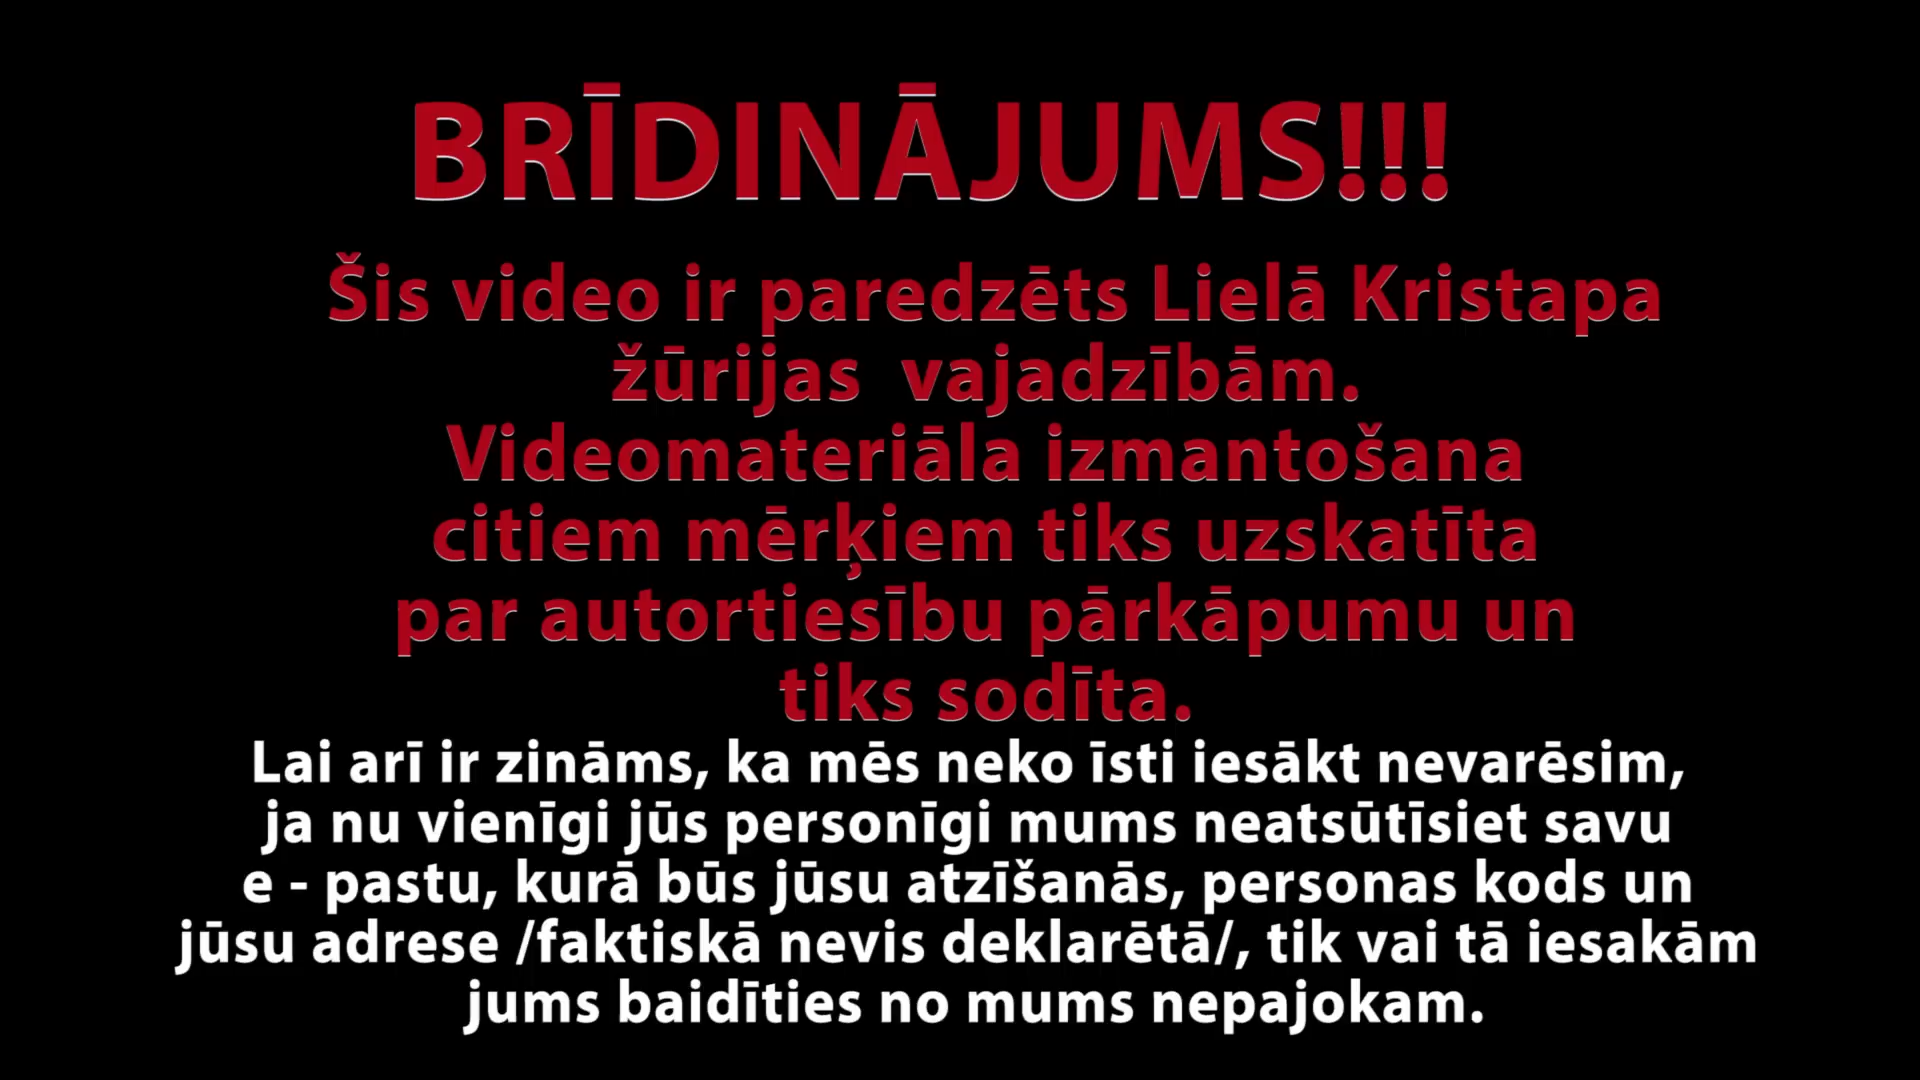 BRĪDINĀJUMS!!!
Šis video ir paredzēts Lielā Kristapa
žūrijas vajadzībām.
Videomateriāla izmantošana
citiem mērķiem tiks uzskatīta
par autortiesību pārkāpumu un
tiks sodīta.
Lai arī ir zināms, ka mēs neko īsti iesākt nevarēsim,
ja nu vienīgi jūs personīgi mums neatsūtīsiet savu
e - pastu, kurā būs jūsu atzīšanās, personas kods un
jūsu adrese /faktiskā nevis deklarētā/, tik vai tā iesakām
jums baidīties no mums nepajokam.